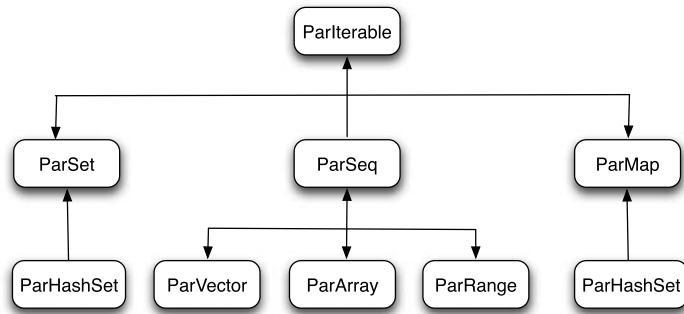 ParIterable
ParSet
ParSeq
ParMap
ParHashSet
ParVector
ParArray
ParRange
ParHashSet